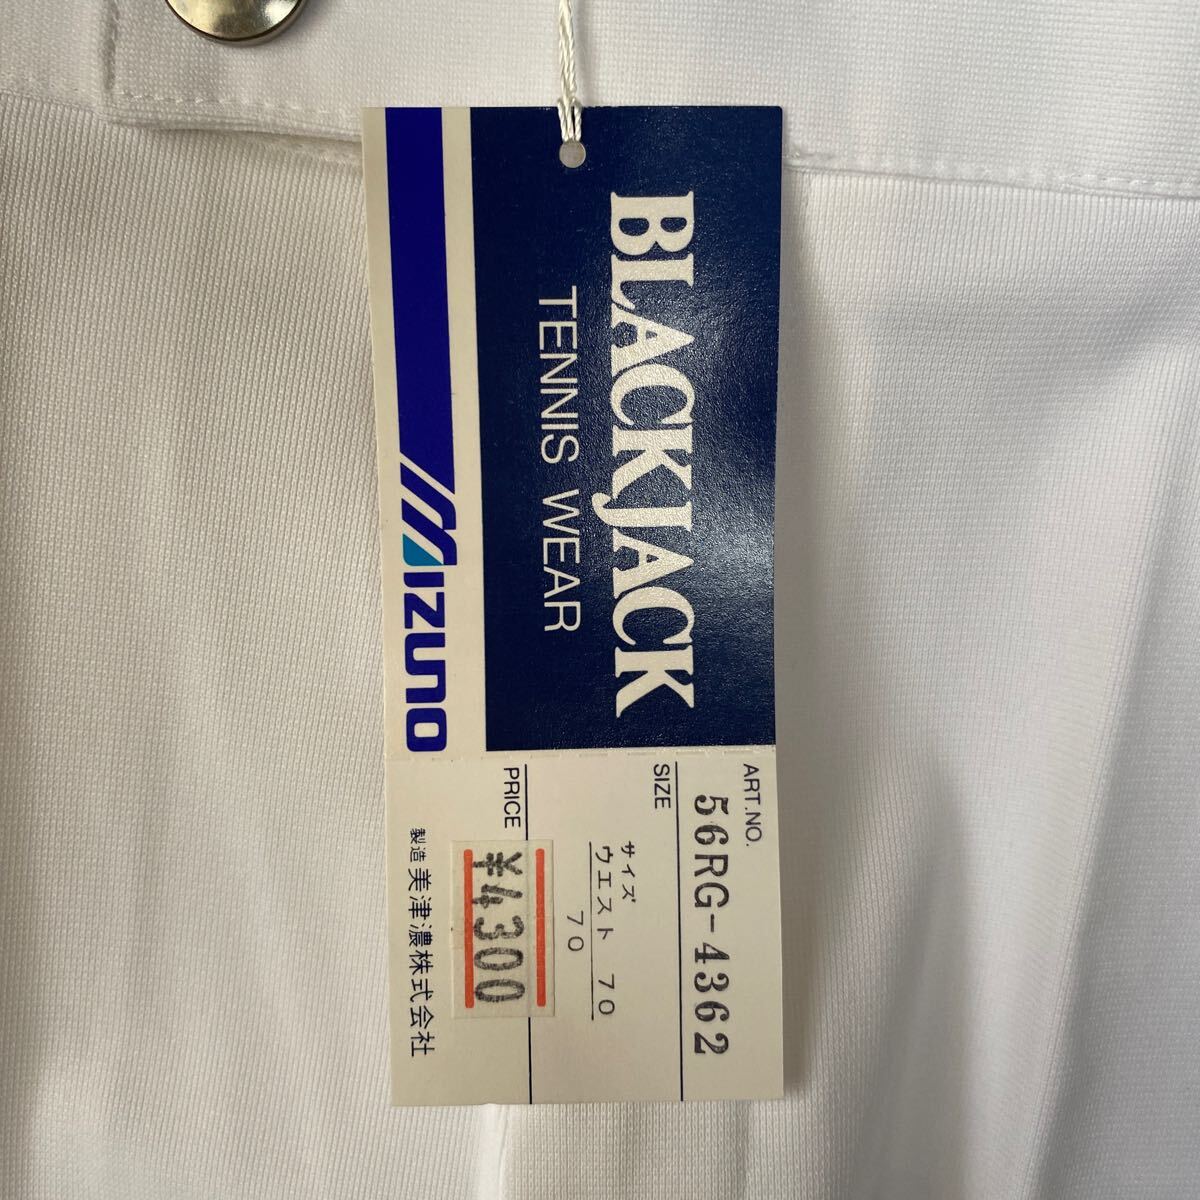 BLACKJACK
TENNIS WEAR
MIZUNO
ART.NO.
56RG-4362
SIZE
サイズ
ウエスト 70
70
PRICE
¥4300
製造 美津濃株式会社